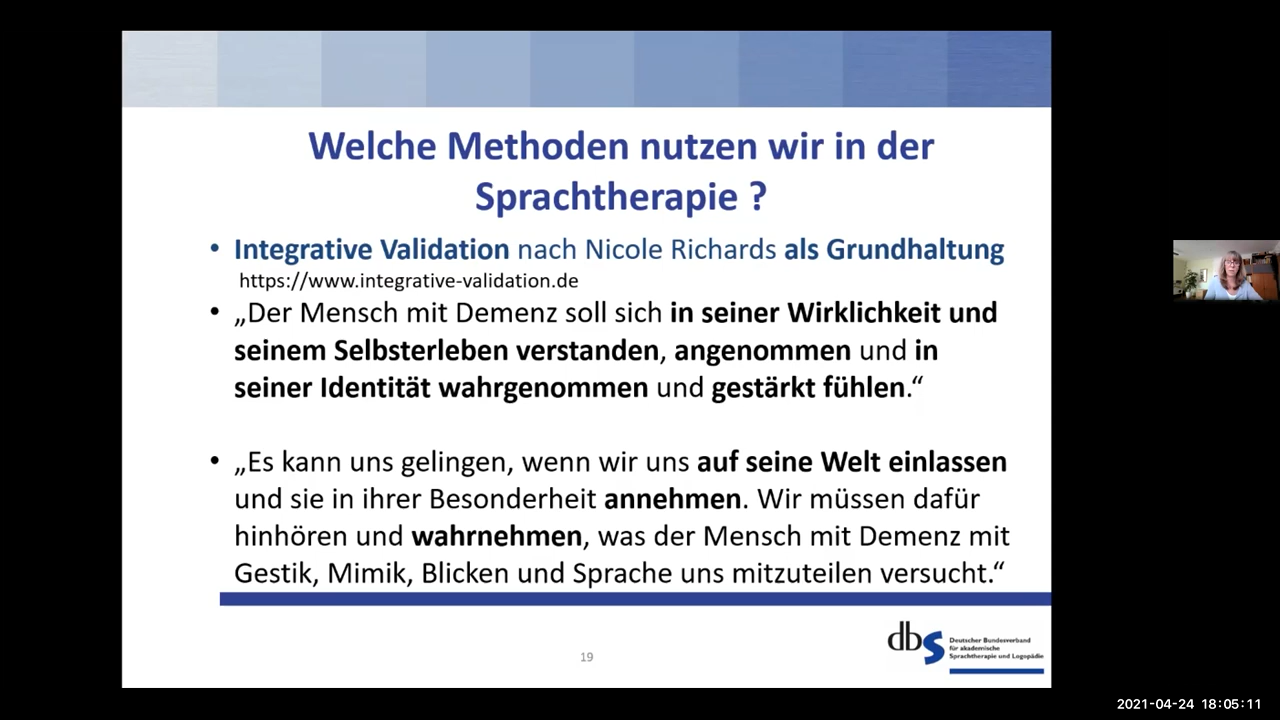 Welche Methoden nutzen wir in der
Sprachtherapie ?
• Integrative Validation nach Nicole Richards als Grundhaltung
https://www.integrative-validation.de
• „Der Mensch mit Demenz soll sich in seiner Wirklichkeit und
seinem Selbsterleben verstanden, angenommen und in
seiner Identität wahrgenommen und gestärkt fühlen.“
• „Es kann uns gelingen, wenn wir uns auf seine Welt einlassen
und sie in ihrer Besonderheit annehmen. Wir müssen dafür
hinhören und wahrnehmen, was der Mensch mit Demenz mit
Gestik, Mimik, Blicken und Sprache uns mitzuteilen versucht.“
19
dbs
Deutscher Bundesverband
für akademische
Sprachtherapie und Logopädie
2021-04-24 18:05:11